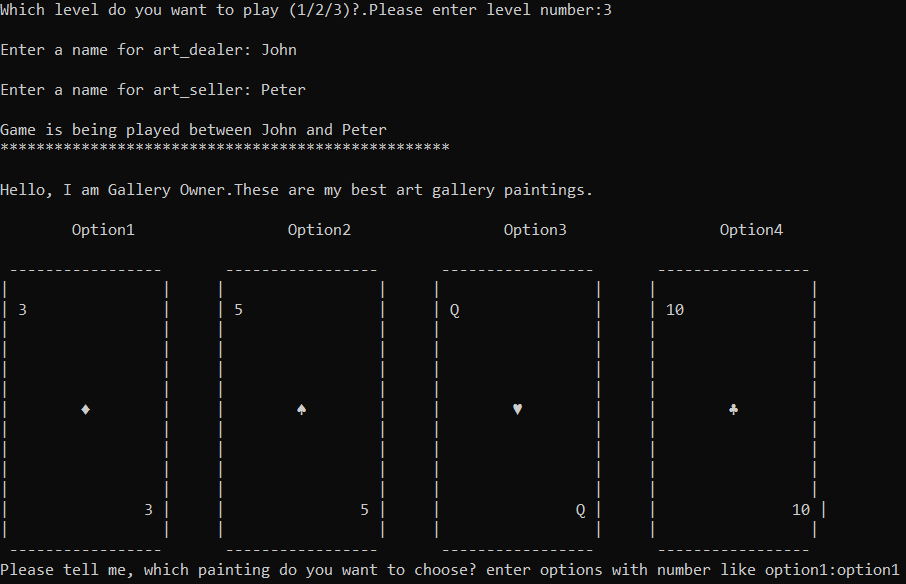 Which level do you want to play (1/2/3)?.Please enter level number:3
Enter a name for art_dealer: John
Enter a name for art_seller: Peter
Game is being played between John and Peter
**************************************************
Hello, I am Gallery Owner.These are my best art gallery paintings.
Option1 Option2 Option3 Option4
3 5 Q 10
♦ ♠ ♥ ♣
3 5 Q 10
Please tell me, which painting do you want to choose? enter options with number like option1:option1